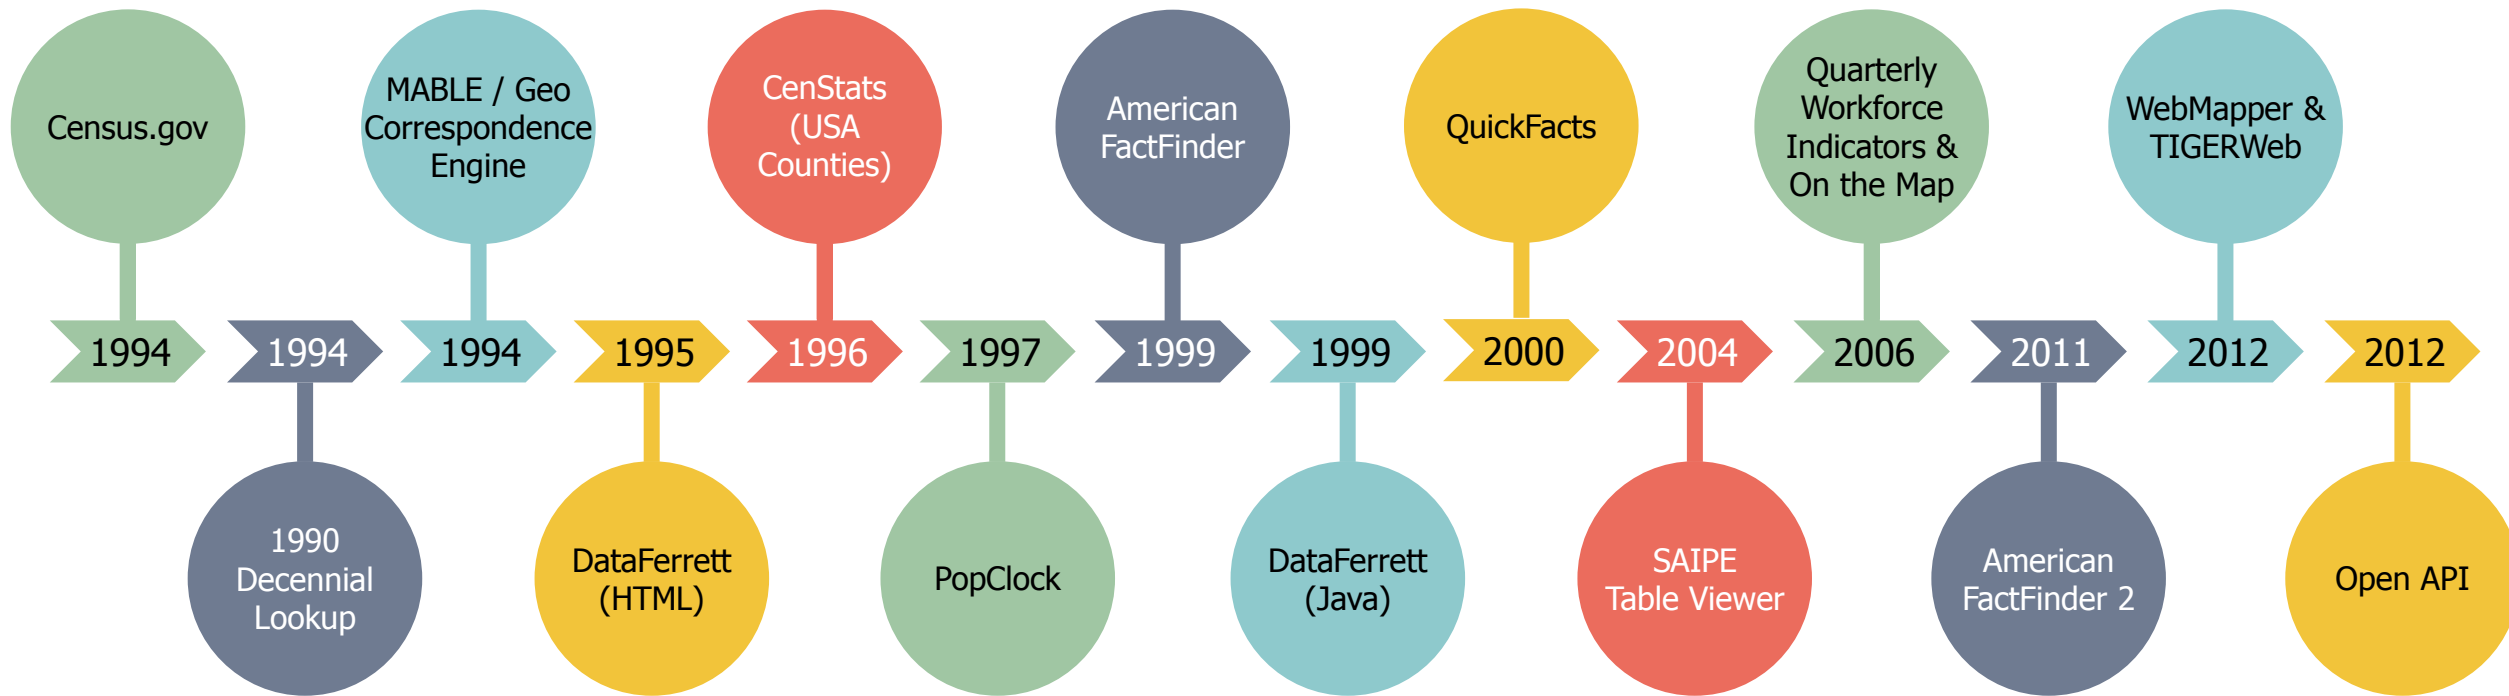 Census.gov
1994
1994
1990
Decennial
Lookup
MABLE / Geo
Correspondence
Engine
1994
1995
DataFerrett
(HTML)
CenStats
(USA
Counties)
1996
1997
PopClock
American
FactFinder
1999
1999
DataFerrett
(Java)
QuickFacts
2000
2004
SAIPE
Table Viewer
Quarterly
Workforce
Indicators &
On the Map
2006
2011
American
FactFinder 2
WebMapper &
TIGERWeb
2012
2012
Open API